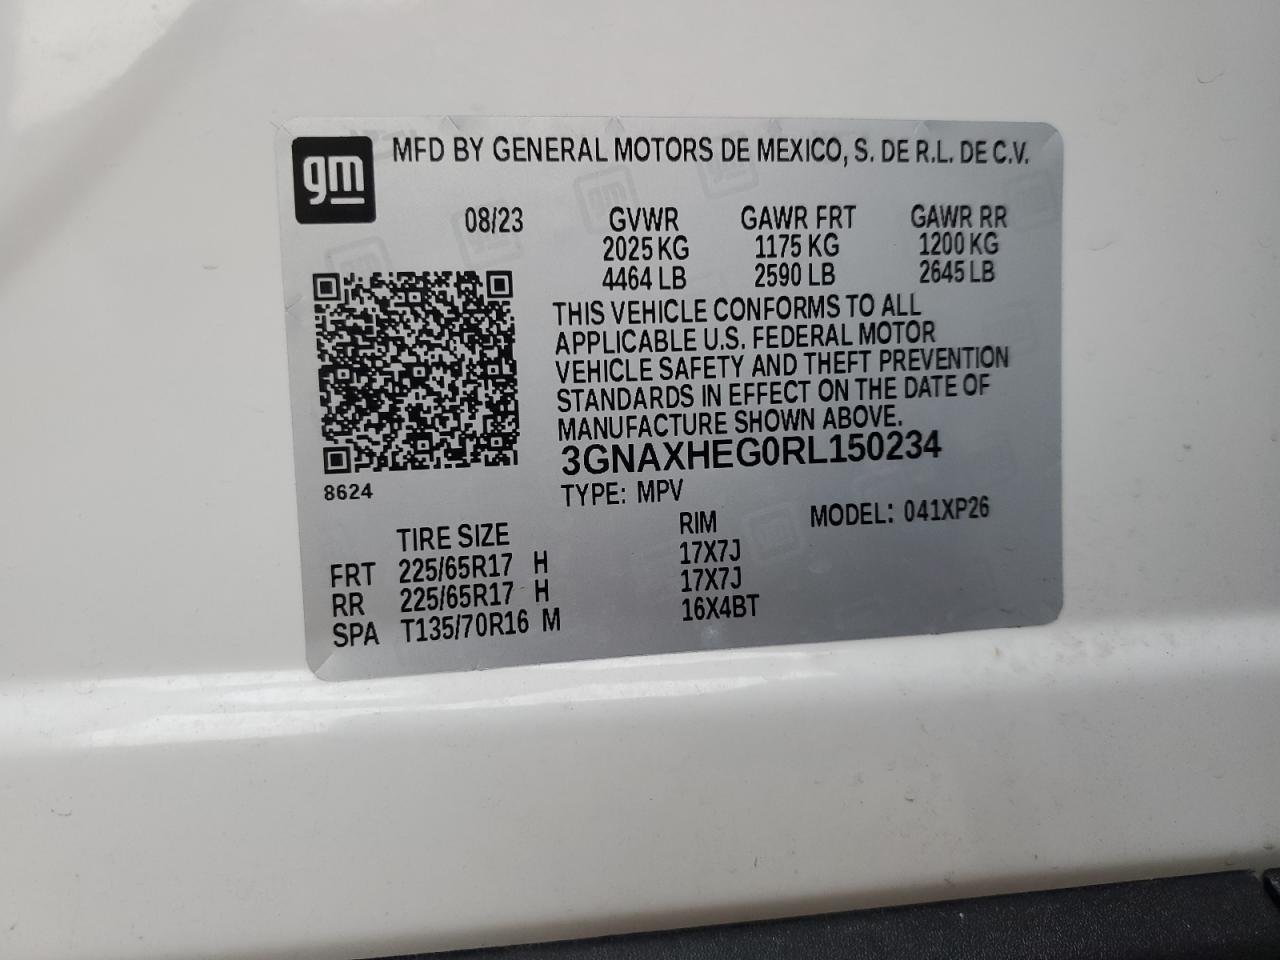 gm
MFD BY GENERAL MOTORS DE MEXICO, S. DE R.L. DE C.V.
08/23 GVWR GAWR FRT GAWR RR
2025 KG 1175 KG 1200 KG
4464 LB 2590 LB 2645 LB
THIS VEHICLE CONFORMS TO ALL
APPLICABLE U.S. FEDERAL MOTOR
VEHICLE SAFETY AND THEFT PREVENTION
STANDARDS IN EFFECT ON THE DATE OF
MANUFACTURE SHOWN ABOVE.
3GNAXHEG0RL150234
8624
TYPE: MPV
MODEL: 041XP26
TIRE SIZE RIM
FRT 225/65R17 H 17X7J
RR 225/65R17 H 17X7J
SPA T135/70R16 M 16X4BT